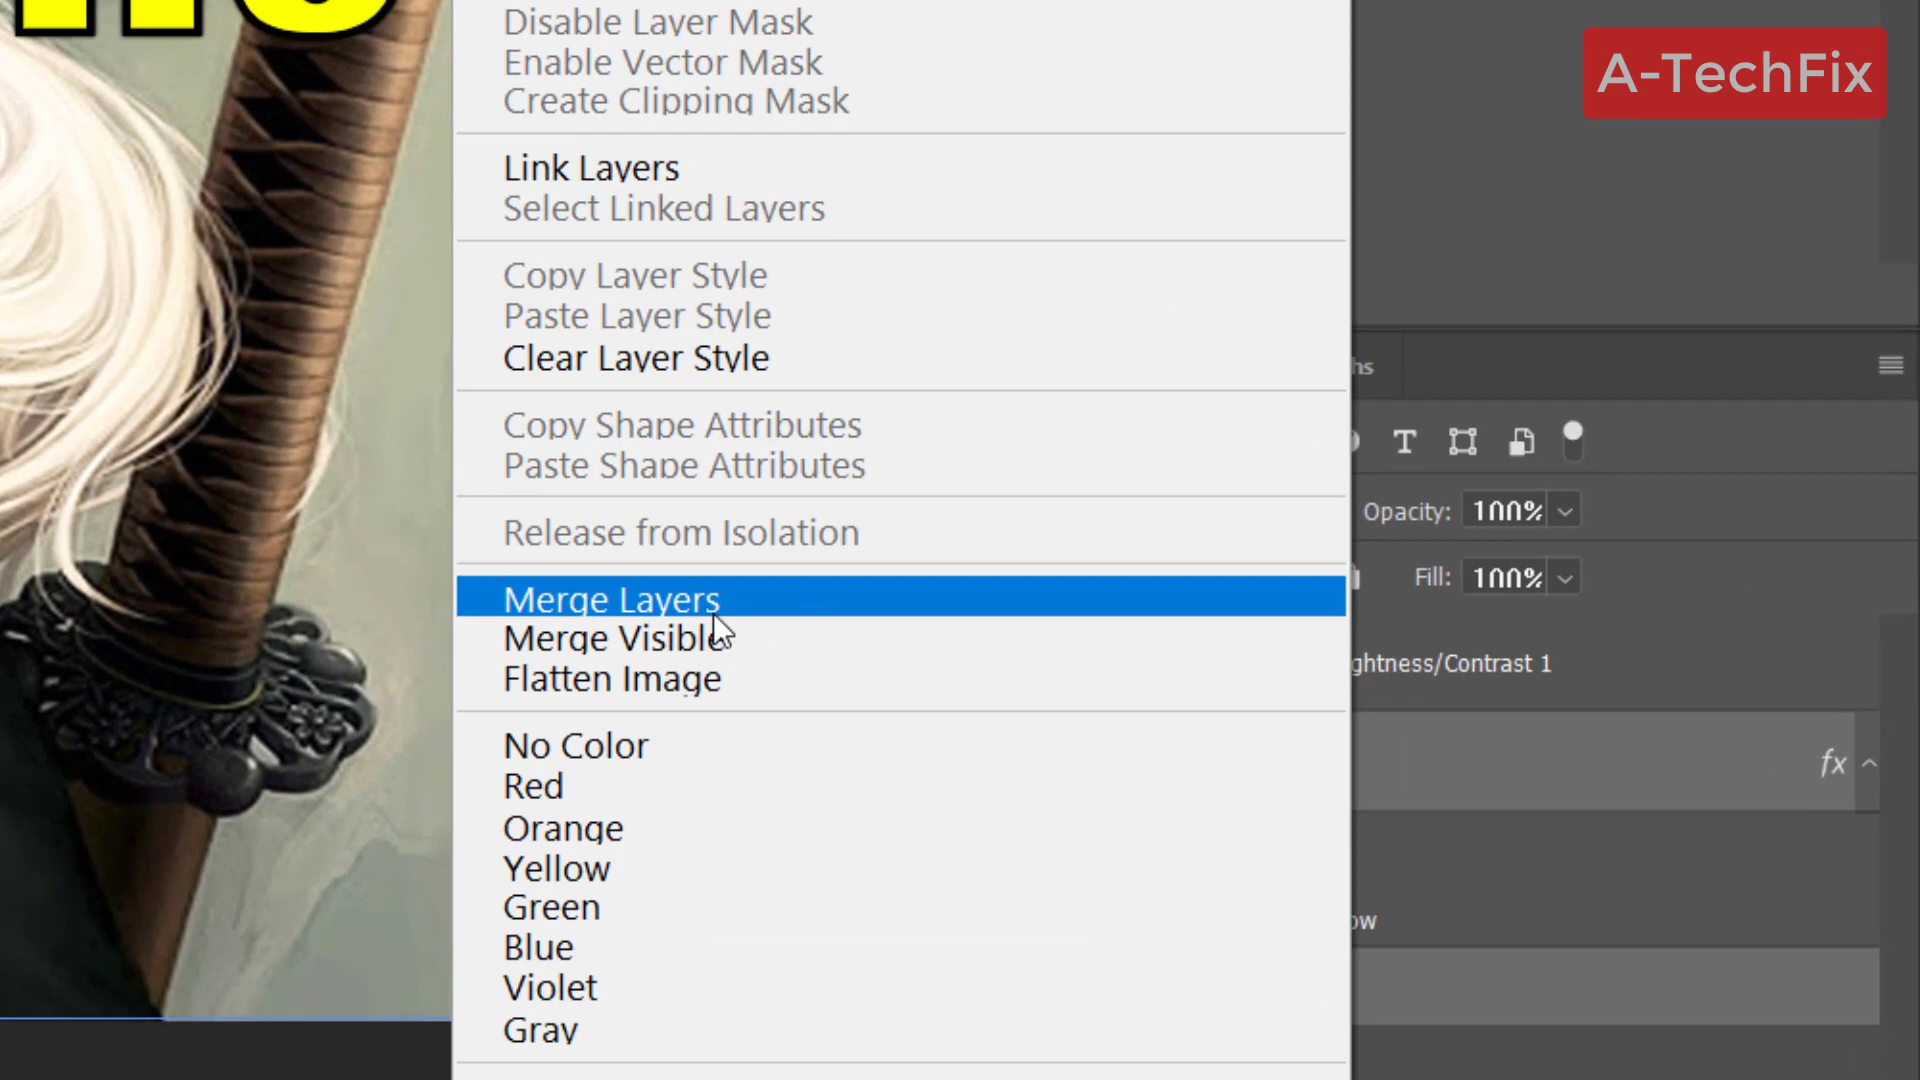 Disable Layer Mask
Enable Vector Mask
Create Clipping Mask
A-TechFix
Link Layers
Select Linked Layers
Copy Layer Style
Paste Layer Style
Clear Layer Style
Copy Shape Attributes
Paste Shape Attributes
Release from Isolation
Merge Layers
Merge Visible
Flatten Image
No Color
Red
Orange
Yellow
Green
Blue
Violet
Gray
T
Opacity: 100%
Fill: 100%
ghtness/Contrast 1
fx